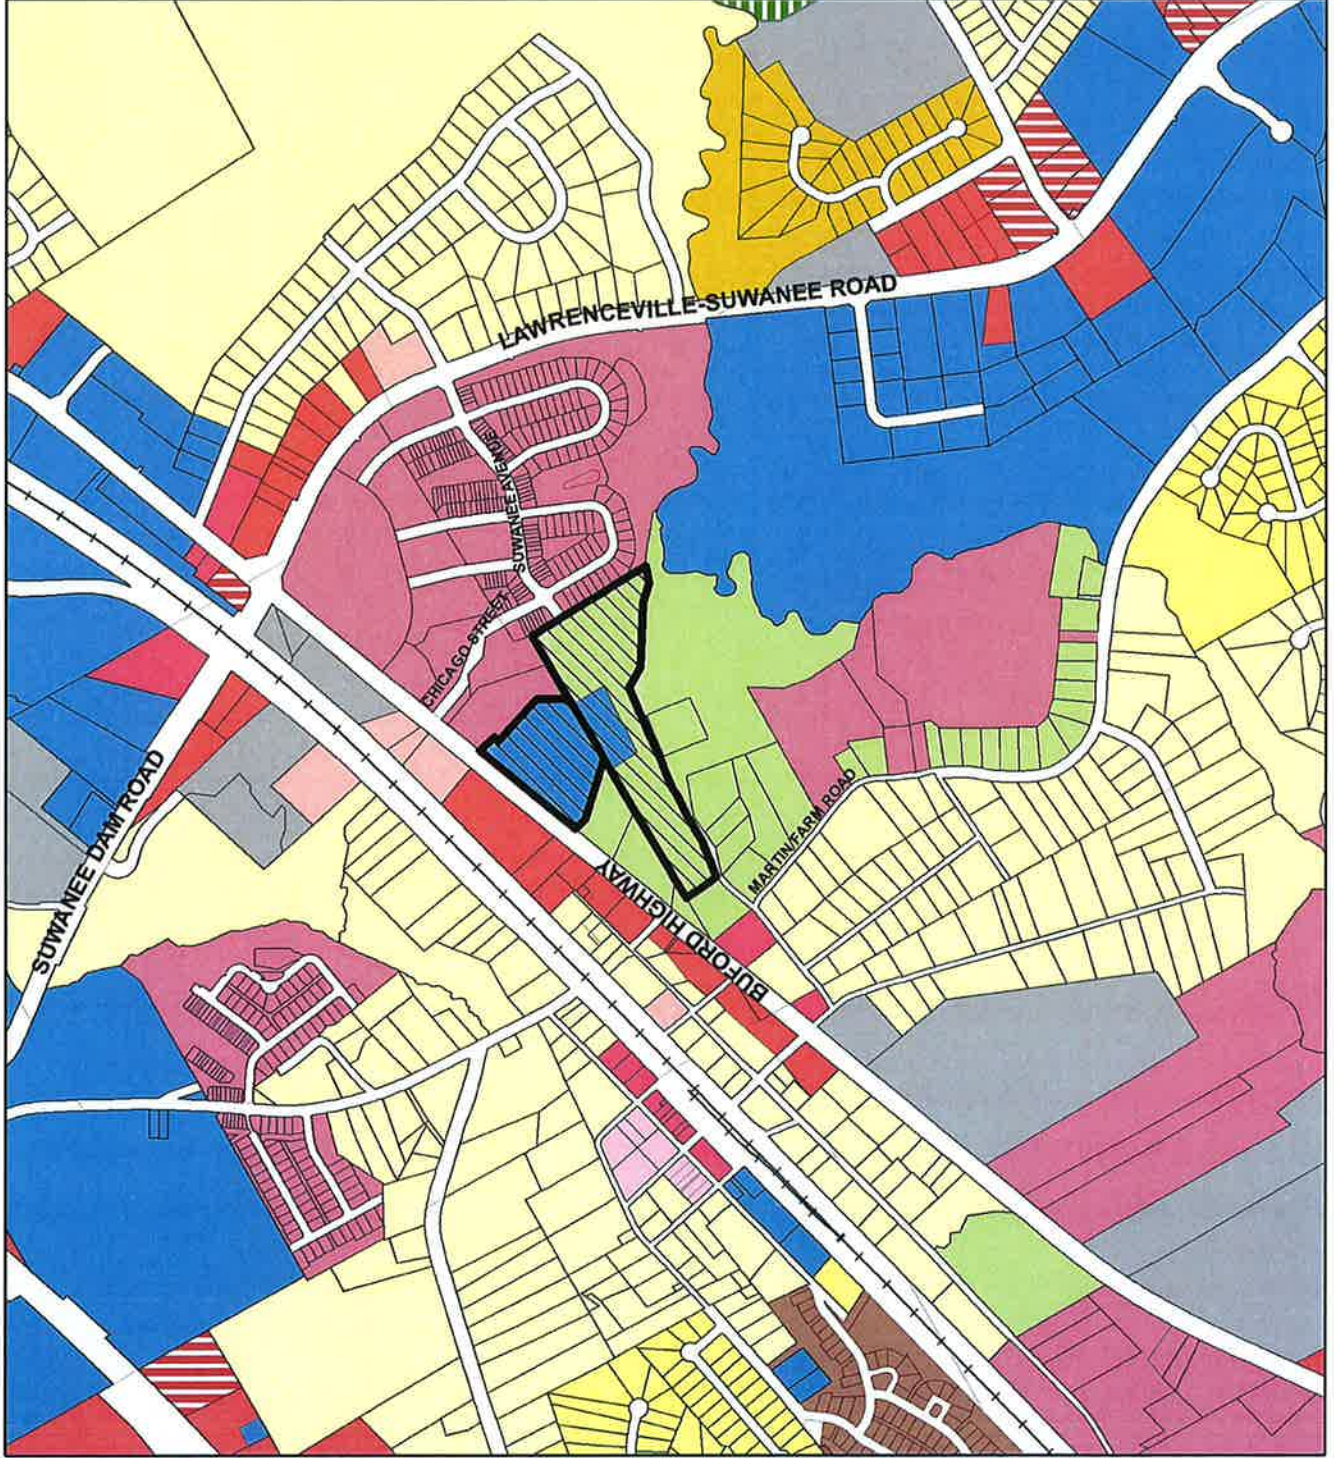 LAWRENCEVILLE-SUWANEE ROAD
SUWANEE AVENUE
CHICAGO STREET
SUWANEE DAM ROAD
MARTIN FARM ROAD
BUFORD HIGHWAY